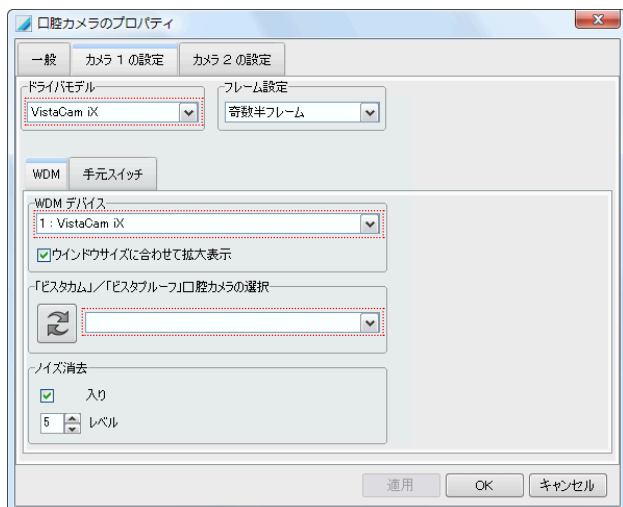 口腔カメラのプロパティ
一般
カメラ1の設定
カメラ2の設定
ドライバモデル
フレーム設定
VistaCam iX
奇数半フレーム
WDM
手元スイッチ
WDM デバイス
1 : VistaCam iX
ウインドウサイズに合わせて拡大表示
「ビスタカム」/「ビスタプルーフ」口腔カメラの選択
ノイズ消去
入り
5
レベル
適用
OK
キャンセル